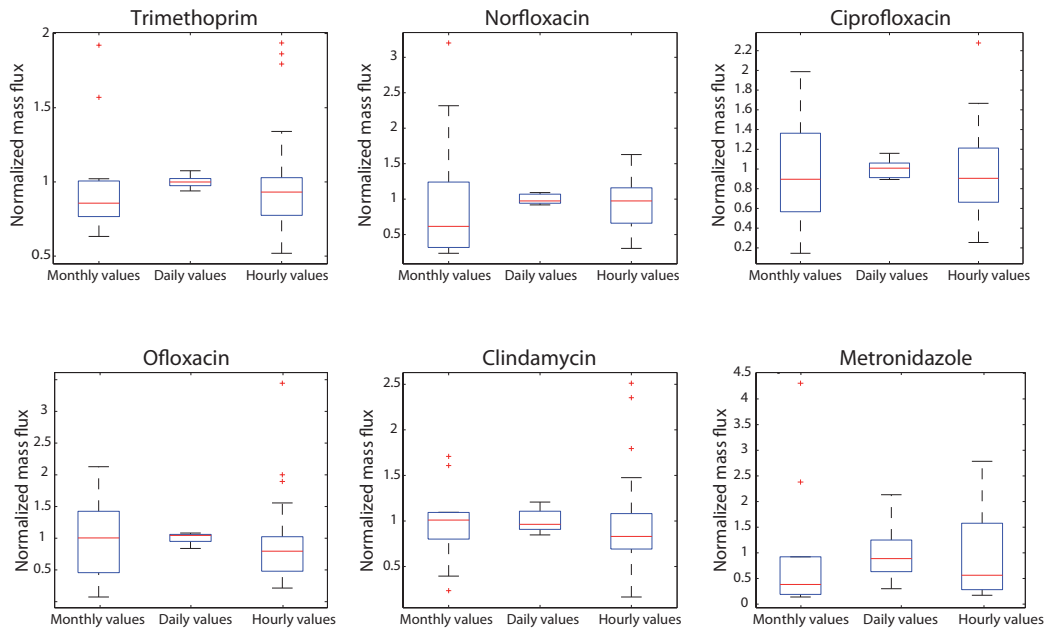 Trimethoprim
Normalized mass flux
2
1.5
1
0.5
Monthly values Daily values Hourly values
Norfloxacin
Normalized mass flux
3
2.5
2
1.5
1
0.5
Monthly values Daily values Hourly values
Ciprofloxacin
Normalized mass flux
2.2
2
1.8
1.6
1.4
1.2
1
0.8
0.6
0.4
0.2
Monthly values Daily values Hourly values
Ofloxacin
Normalized mass flux
3
2.5
2
1.5
1
0.5
Monthly values Daily values Hourly values
Clindamycin
Normalized mass flux
2.5
2
1.5
1
0.5
Monthly values Daily values Hourly values
Metronidazole
Normalized mass flux
4.5
4
3.5
3
2.5
2
1.5
1
0.5
0
Monthly values Daily values Hourly values